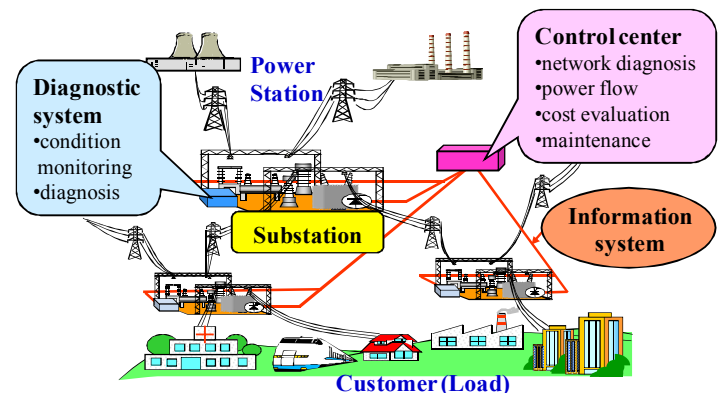 Power
Station
Diagnostic
system
•condition
monitoring
•diagnosis
Control center
•network diagnosis
•power flow
•cost evaluation
•maintenance
Substation
Information
system
Customer (Load)